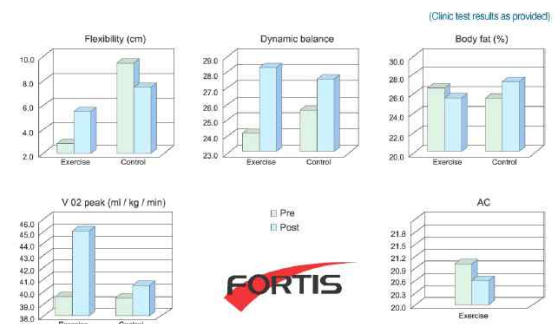 (Clinic test results as provided)
Flexibility (cm)
10.0
8.0
6.0
4.0
2.0
Exercise
Control
Dynamic balance
29.0
28.0
27.0
26.0
25.0
24.0
23.0
Exercise
Control
Body fat (%)
30.0
28.0
26.0
24.0
22.0
20.0
Exercise
Control
V 02 peak (ml / kg / min)
46.0
45.0
44.0
43.0
42.0
41.0
40.0
39.0
38.0
Exercise
Control
Pre
Post
FORTIS
AC
21.8
21.5
21.2
20.9
20.6
20.3
20.0
Exercise